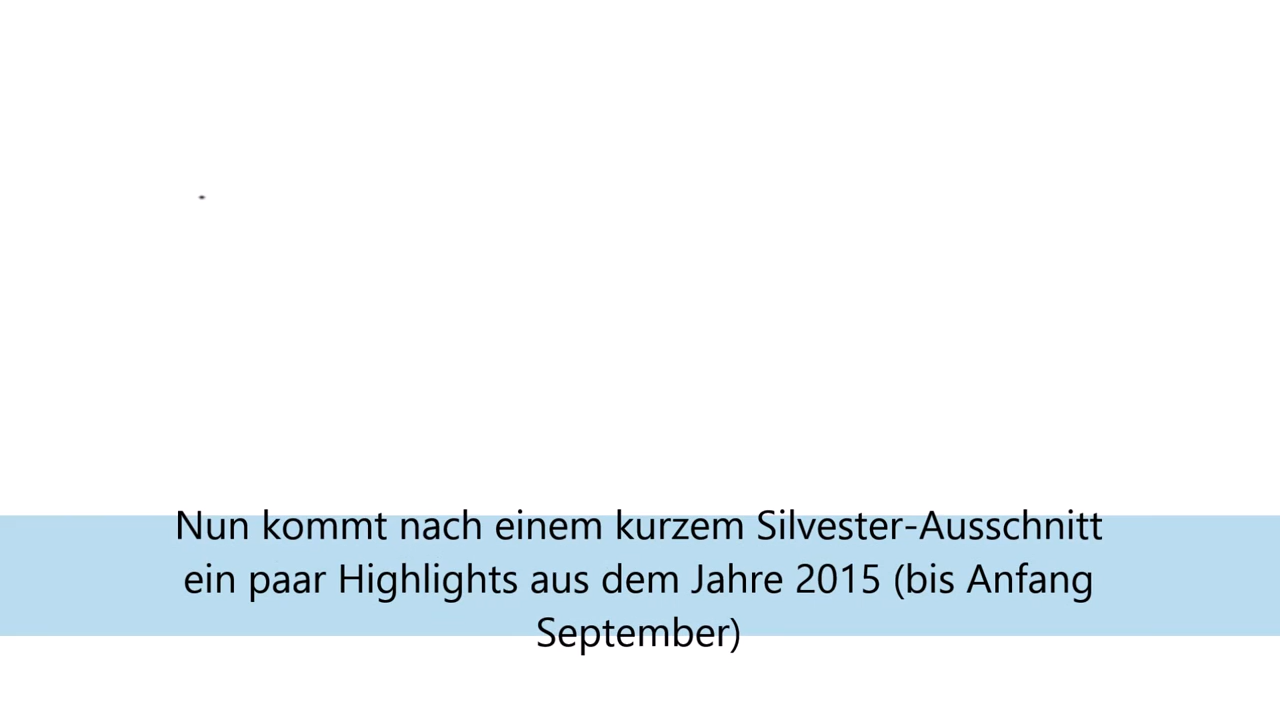 Nun kommt nach einem kurzem Silvester-Ausschnitt
ein paar Highlights aus dem Jahre 2015 (bis Anfang
September)